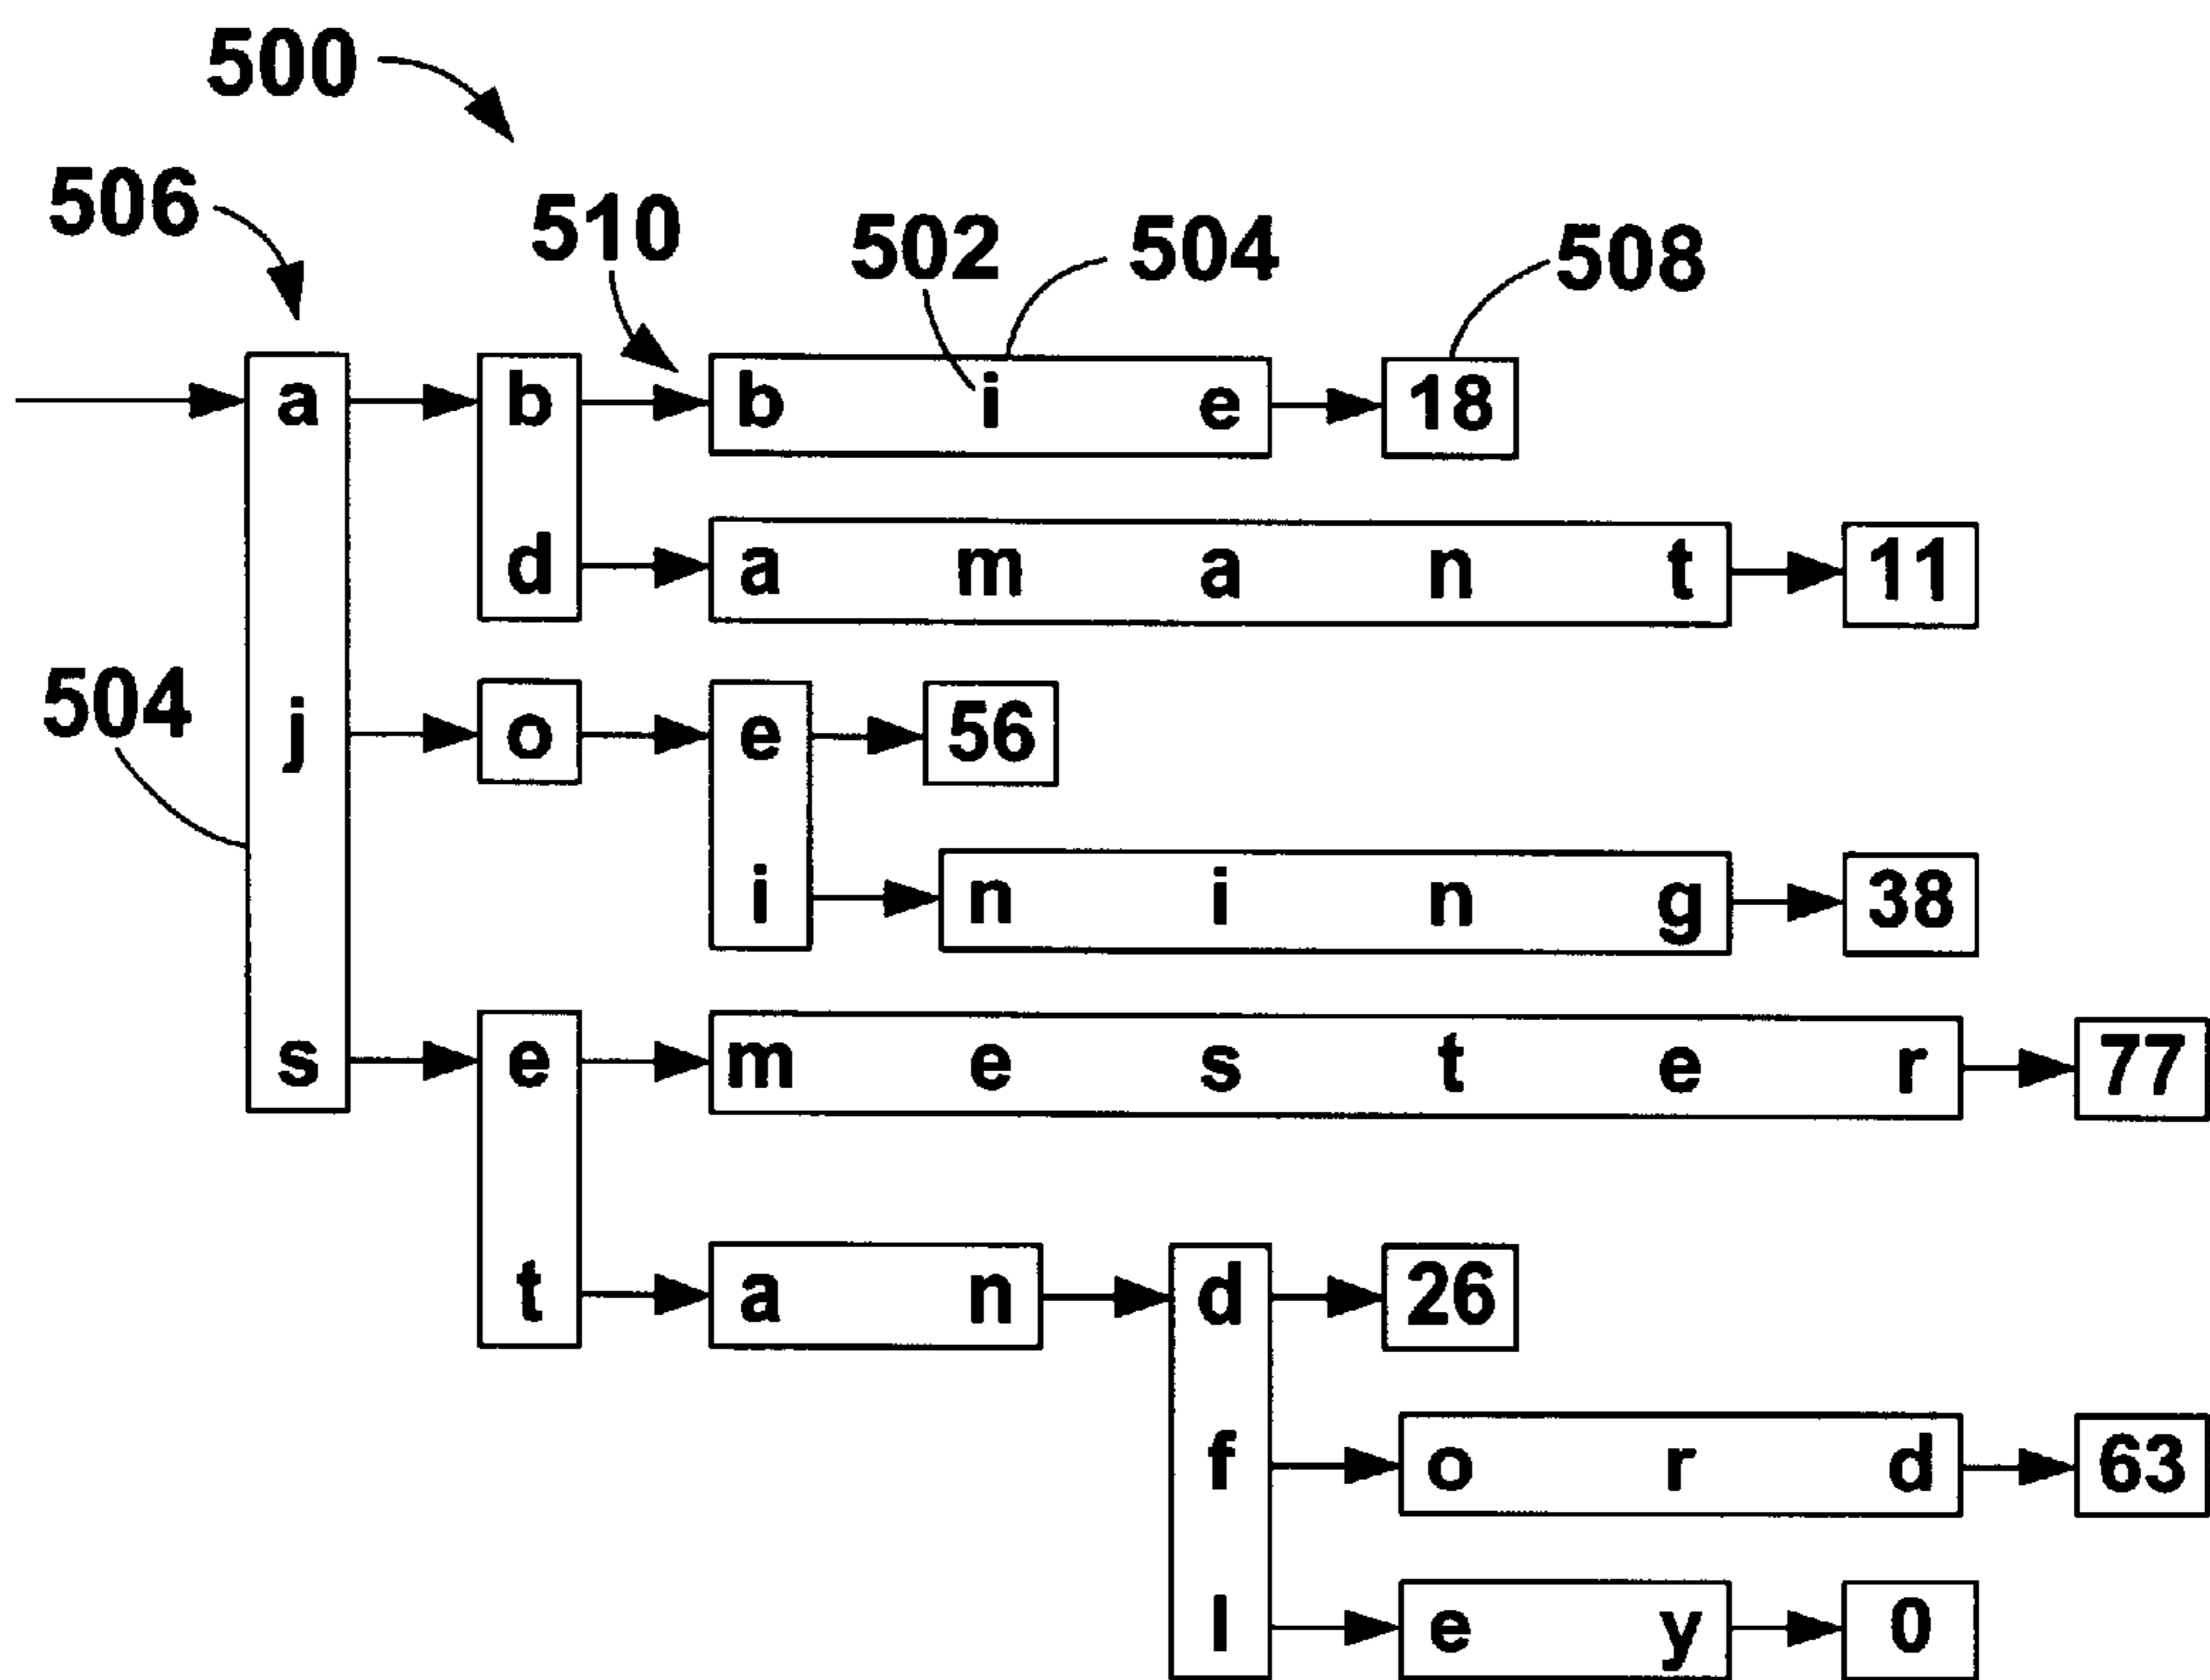 500
506
510 502 504 508
a b b i e 18
d a m a n t 11
504 j o e 56
i n i n g 38
s e m e s t e r 77
t a n d 26
f o r d 63
l e y 0